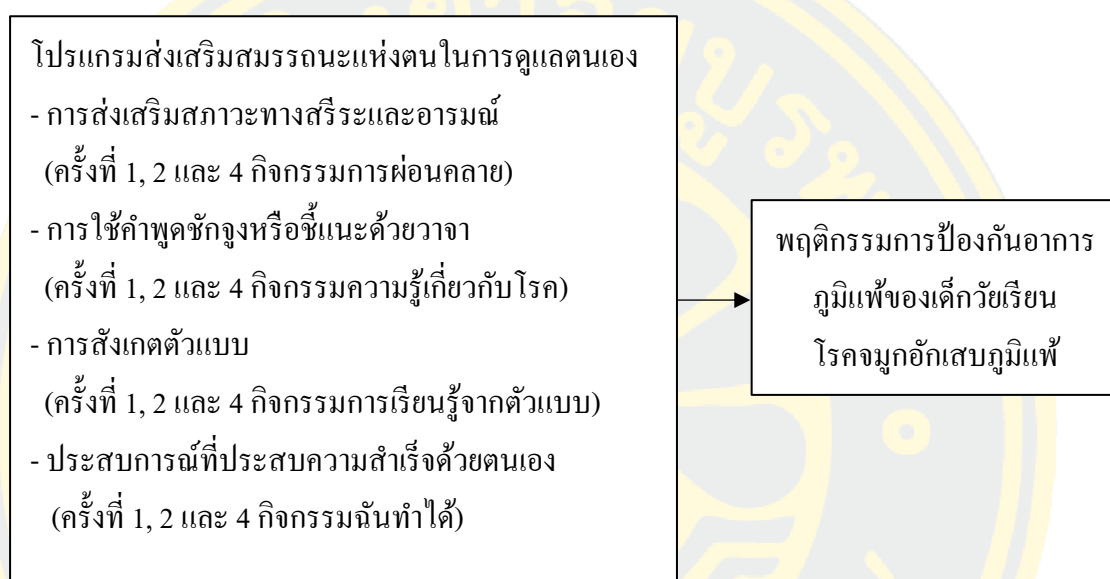 โปรแกรมส่งเสริมสมรรถนะแห่งตนในการดูแลตนเอง
- การส่งเสริมสภาวะทางสรีระและอารมณ์
(ครั้งที่ 1, 2 และ 4 กิจกรรมการผ่อนคลาย)
- การใช้คำพูดชักจูงหรือชี้แนะด้วยวาจา
(ครั้งที่ 1, 2 และ 4 กิจกรรมความรู้เกี่ยวกับโรค)
- การสังเกตตัวแบบ
(ครั้งที่ 1, 2 และ 4 กิจกรรมการเรียนรู้จากตัวแบบ)
- ประสบการณ์ที่ประสบความสำเร็จด้วยตนเอง
(ครั้งที่ 1, 2 และ 4 กิจกรรมฉันทำได้)
พฤติกรรมการป้องกันอาการ
ภูมิแพ้ของเด็กวัยเรียน
โรคจมูกอักเสบภูมิแพ้